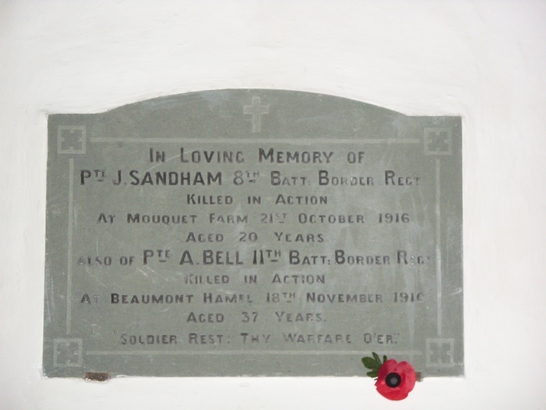 IN LOVING MEMORY OF
PTE J. SANDHAM 8TH BATT: BORDER REGT
KILLED IN ACTION
AT MOUQUET FARM 21ST OCTOBER 1916
AGED 20 YEARS
ALSO OF PTE A. BELL 11TH BATT: BORDER REGT
KILLED IN ACTION
AT BEAUMONT HAMEL 18TH NOVEMBER 1916
AGED 37 YEARS.
"SOLDIER REST: THY WARFARE O'ER."